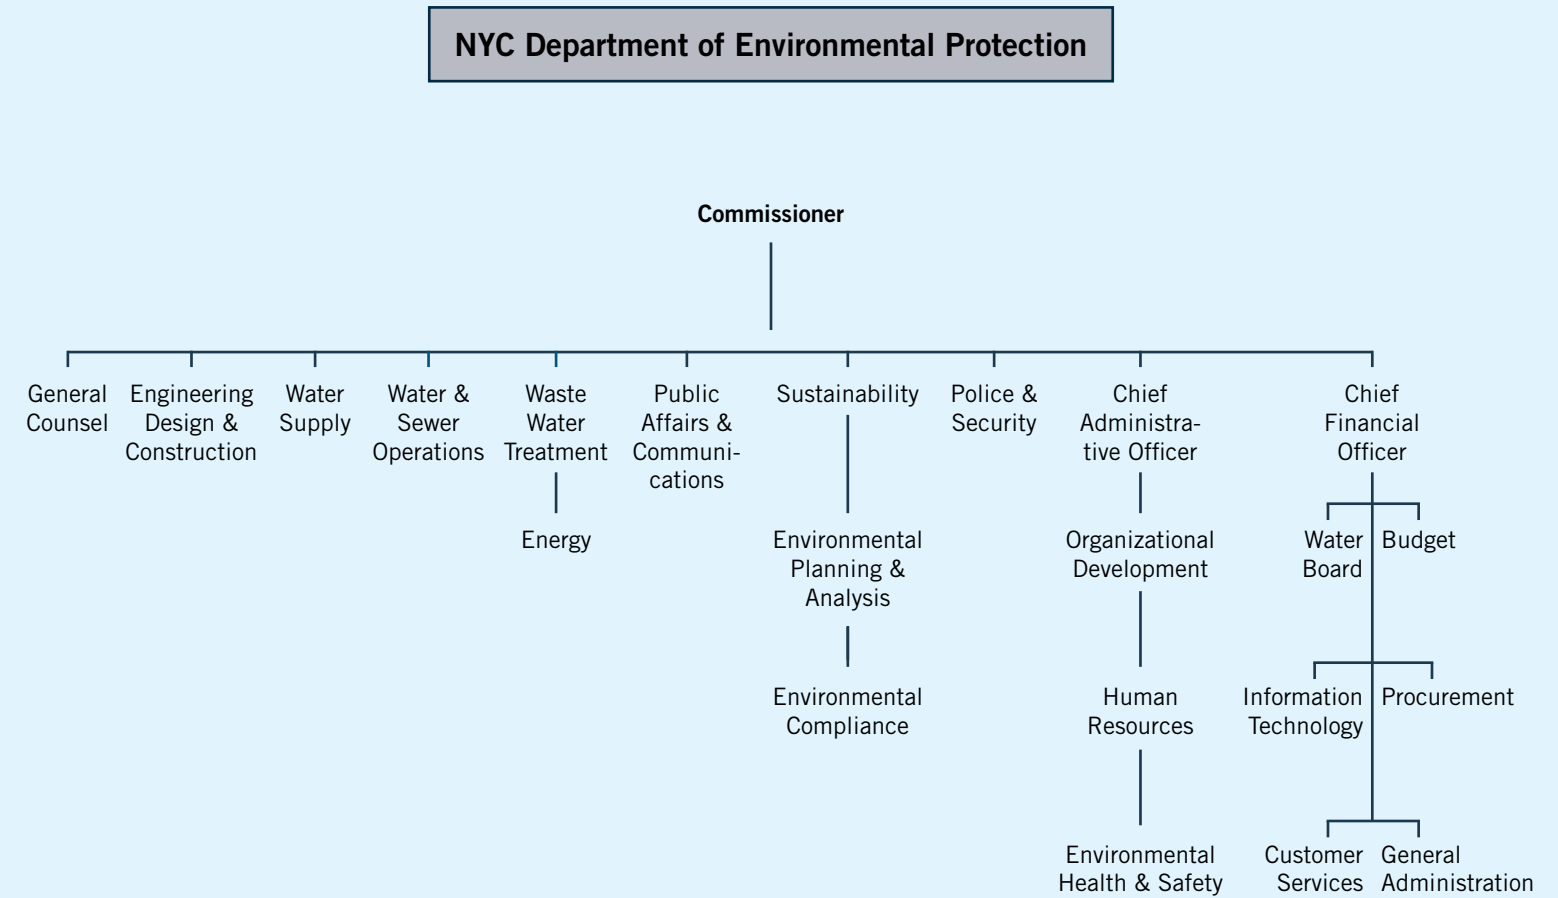 NYC Department of Environmental Protection
Commissioner
General
Counsel
Engineering
Design &
Construction
Water
Supply
Water &
Sewer
Operations
Waste
Water
Treatment
Public
Affairs &
Communi-
cations
Sustainability
Police &
Security
Chief
Administra-
tive Officer
Chief
Financial
Officer
Energy
Environmental
Planning &
Analysis
Organizational
Development
Water
Board
Budget
Environmental
Compliance
Human
Resources
Information
Technology
Procurement
Environmental
Health & Safety
Customer
Services
General
Administration